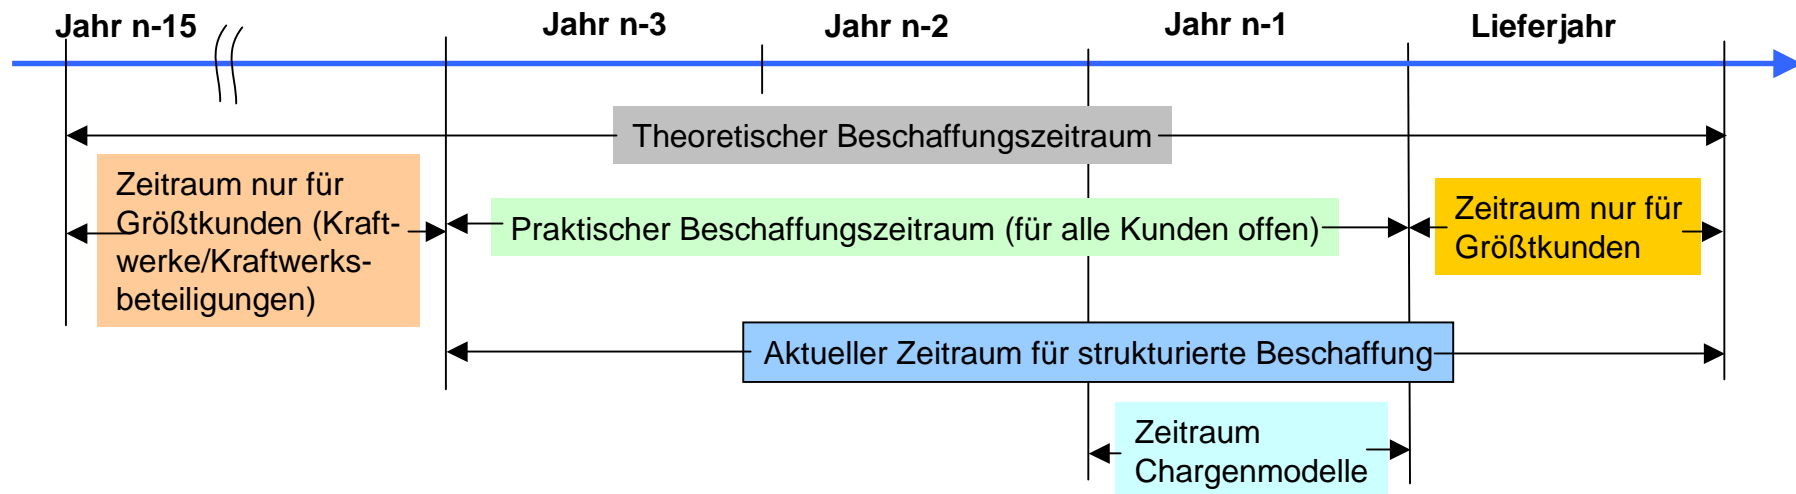 Jahr n-15
Jahr n-3
Jahr n-2
Jahr n-1
Lieferjahr
Theoretischer Beschaffungszeitraum
Zeitraum nur für
Größtkunden (Kraft-
werke/Kraftwerks-
beteiligungen)
Praktischer Beschaffungszeitraum (für alle Kunden offen)
Zeitraum nur für
Größtkunden
Aktueller Zeitraum für strukturierte Beschaffung
Zeitraum
Chargenmodelle